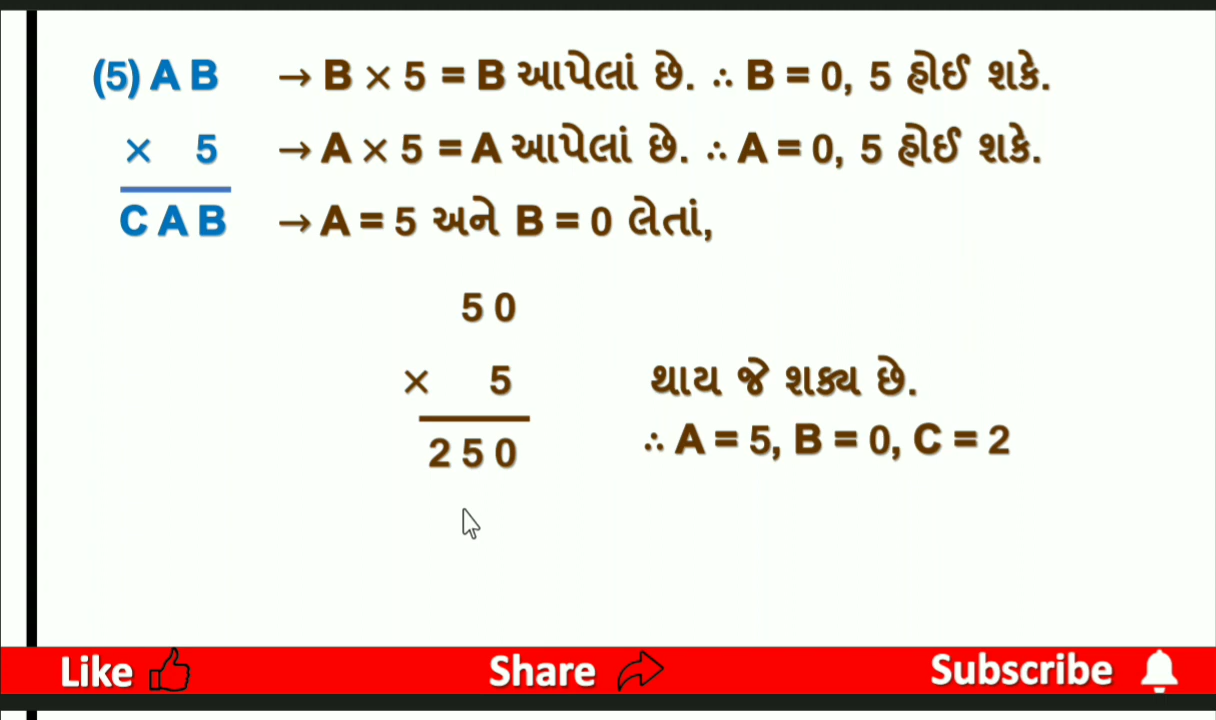 (5) A B → B × 5 = B આપેલાં છે. ∴ B = 0, 5 હોઈ શકે.
× 5 → A × 5 = A આપેલાં છે. ∴ A = 0, 5 હોઈ શકે.
C A B → A = 5 અને B = 0 લેતાં,
5 0
× 5 થાય જે શક્ય છે.
∴ A = 5, B = 0, C = 2
2 5 0
Like Share Subscribe